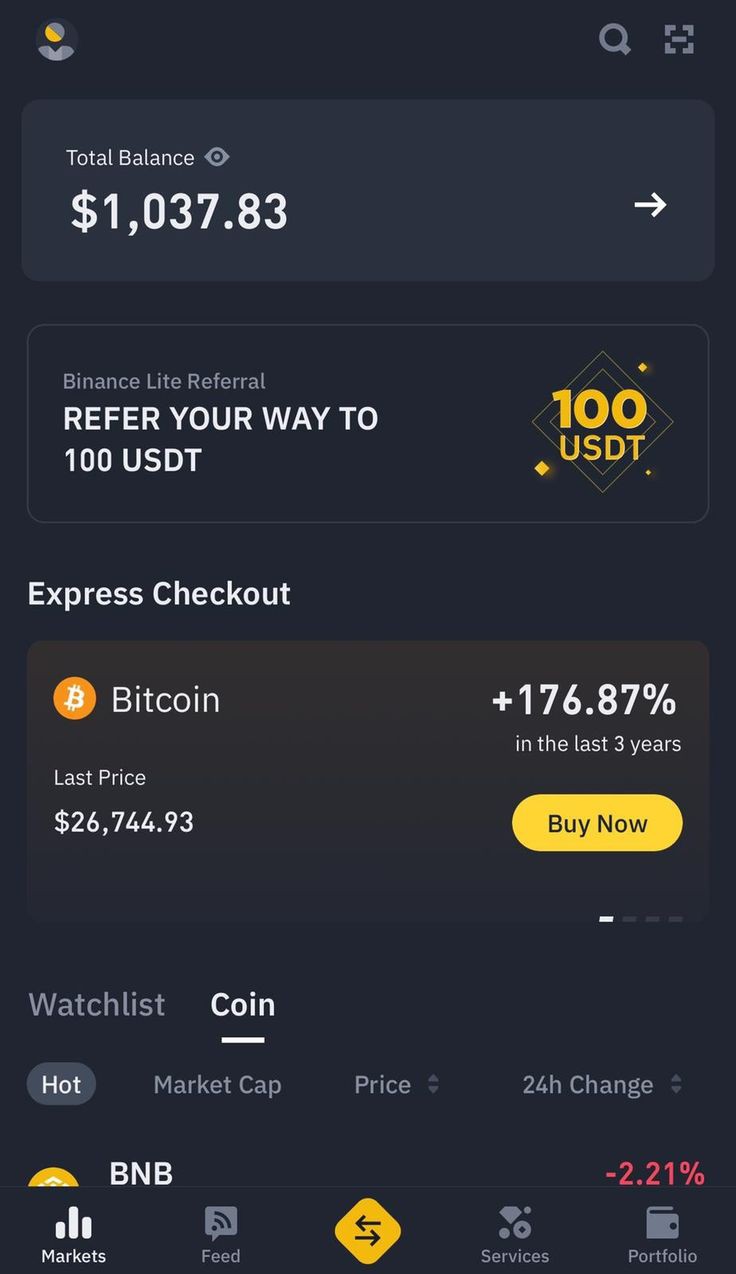 Total Balance
$1,037.83
Binance Lite Referral
REFER YOUR WAY TO
100 USDT
100
USDT
Express Checkout
Bitcoin
+176.87%
in the last 3 years
Last Price
$26,744.93
Buy Now
Watchlist Coin
Hot Market Cap Price 24h Change
BNB -2.21%
Markets Feed Services Portfolio